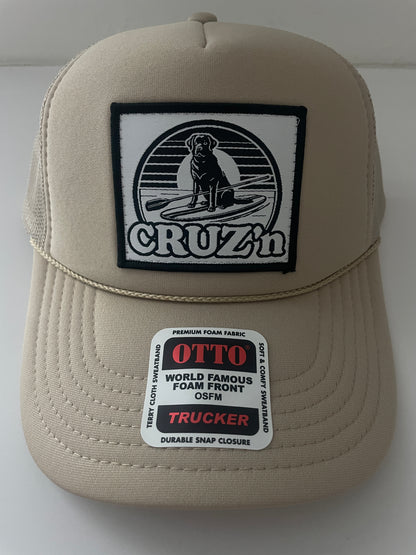 CRUZ'n
PREMIUM FOAM FABRIC
TERRY CLOTH SWEATBAND
OTTO
WORLD FAMOUS
FOAM FRONT
OSFM
TRUCKER
SOFT & COMFY SWEATBAND
DURABLE SNAP CLOSURE